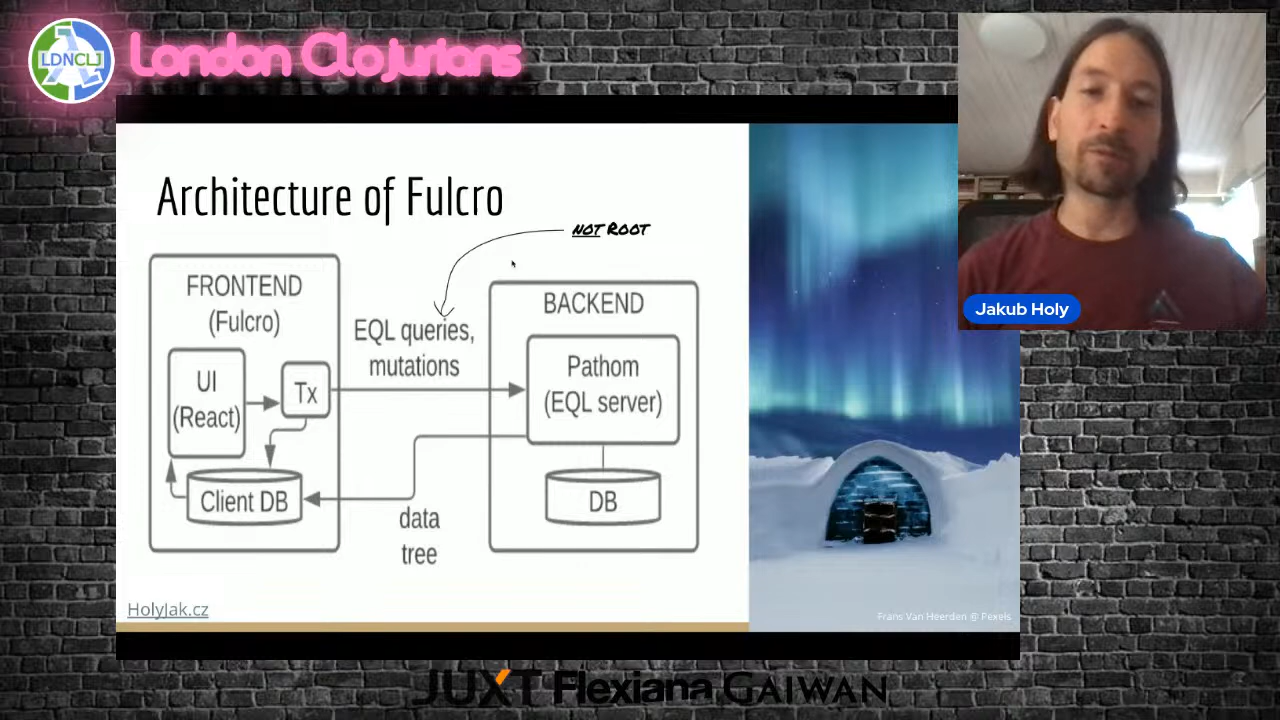 LDNCLJ
London Clojurians
Architecture of Fulcro
NOT ROOT
FRONTEND
(Fulcro)
UI
(React)
Tx
Client DB
EQL queries,
mutations
data
tree
BACKEND
Pathom
(EQL server)
DB
HolyJak.cz
Frans Van Heerden @ Pexels
Jakub Holy
JUXT Flexiana GAIWAN